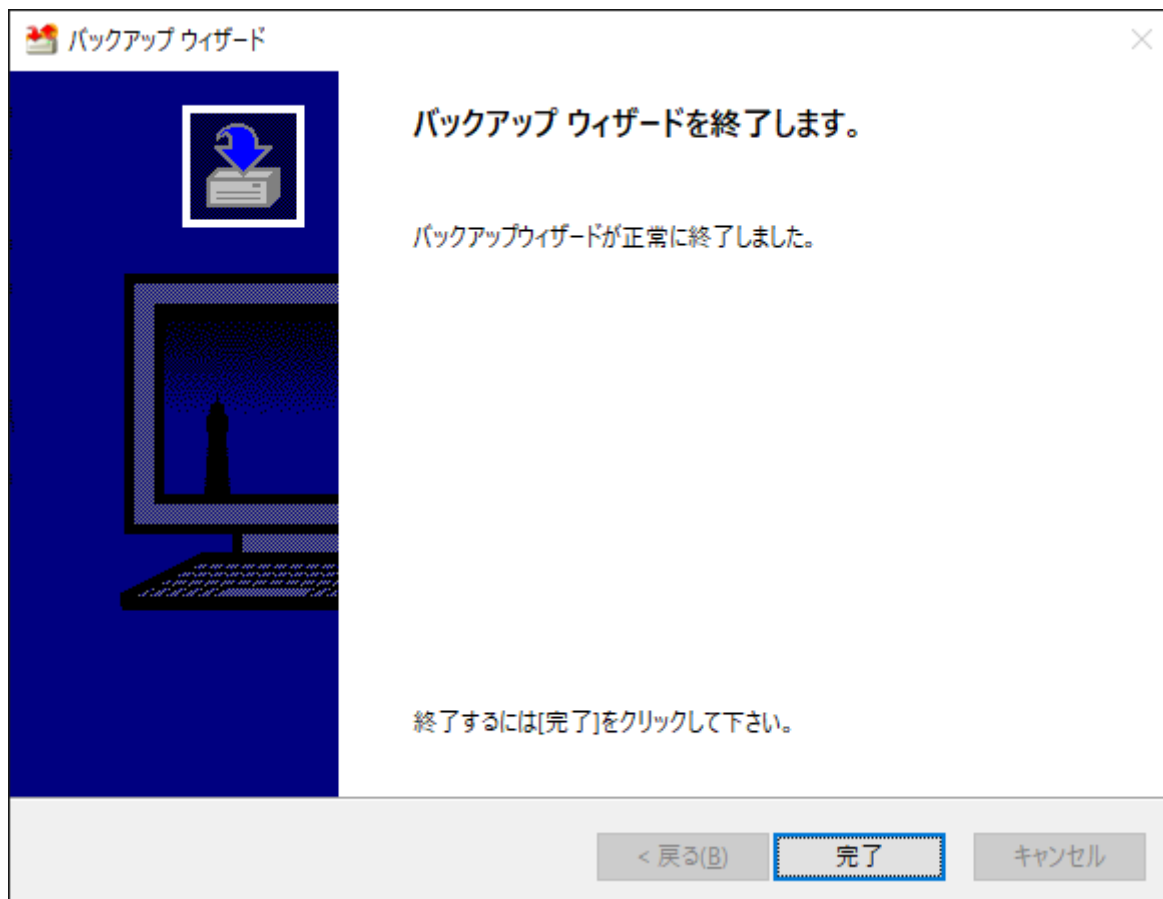 バックアップ ウィザード
バックアップ ウィザードを終了します。
バックアップウィザードが正常に終了しました。
終了するには[完了]をクリックして下さい。
< 戻る(B)
完了
キャンセル